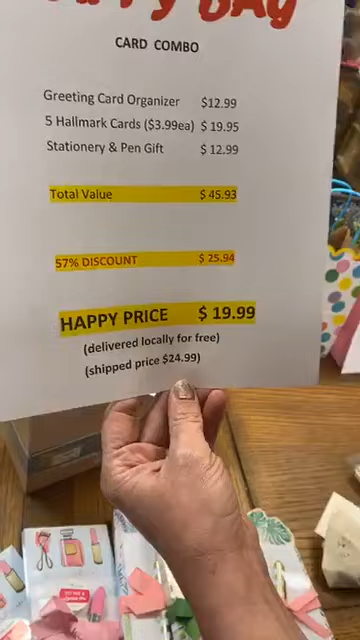 BAG
CARD COMBO
Greeting Card Organizer $12.99
5 Hallmark Cards ($3.99ea) $ 19.95
Stationery & Pen Gift $ 12.99
Total Value $ 45.93
57% DISCOUNT $ 25.94
HAPPY PRICE $ 19.99
(delivered locally for free)
(shipped price $24.99)